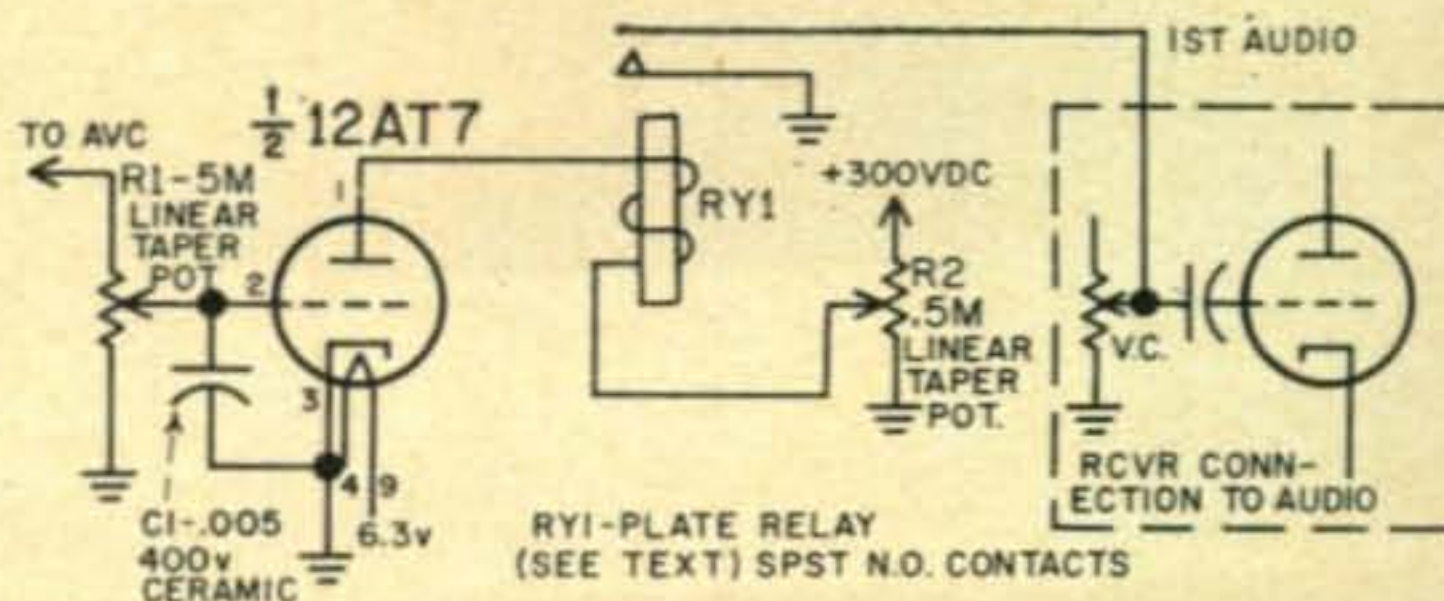 1ST AUDIO
TO AVC
1/2 12AT7
R1-5M
LINEAR
TAPER
POT
1
2
3
4 9
6.3v
C1-.005
400v
CERAMIC
RY1
+300VDC
R2
.5M
LINEAR
TAPER
POT.
V.C.
RCVR CONN-
ECTION TO AUDIO
RY1-PLATE RELAY
(SEE TEXT) SPST N.O. CONTACTS